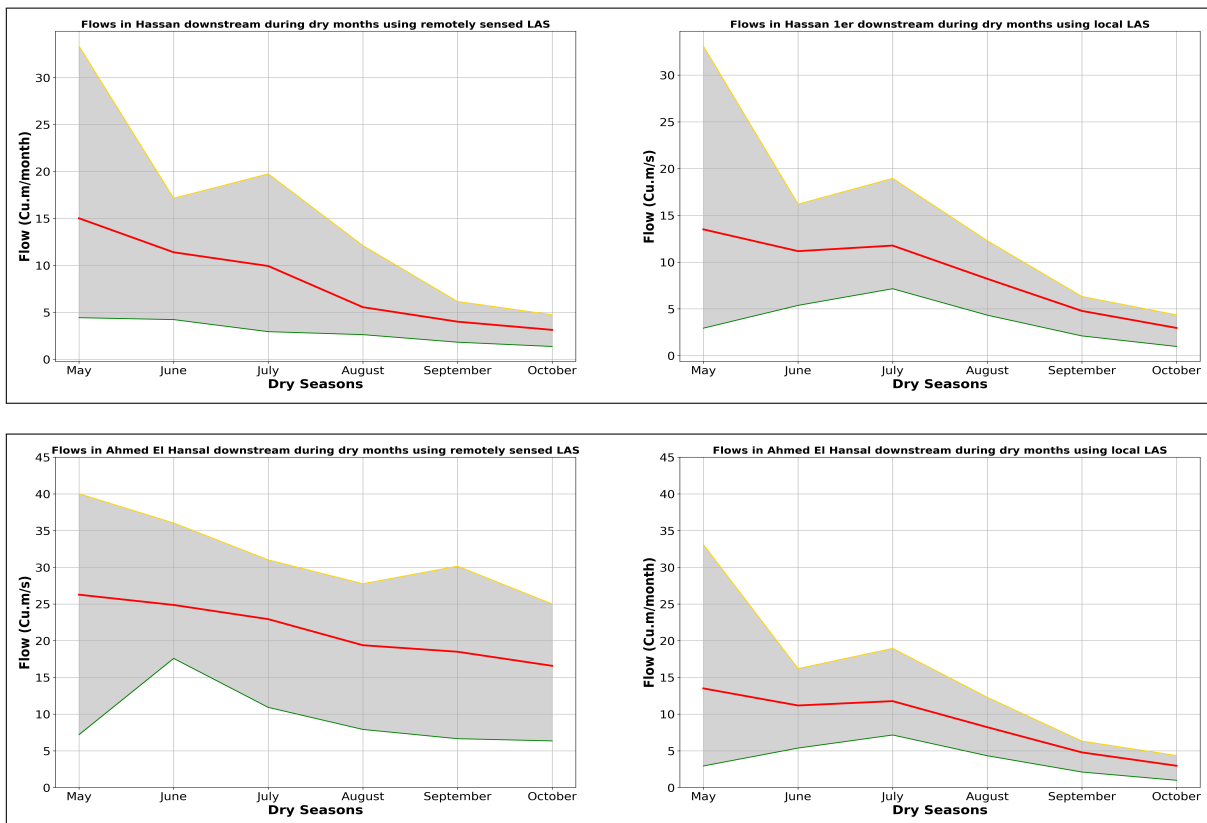 Flows in Hassan downstream during dry months using remotely sensed LAS
Flow (Cu.m/month)
30
25
20
15
10
5
0
May June July August September October
Dry Seasons
Flows in Hassan 1er downstream during dry months using local LAS
Flow (Cu.m/s)
30
25
20
15
10
5
0
May June July August September October
Dry Seasons
Flows in Ahmed El Hansal downstream during dry months using remotely sensed LAS
Flow (Cu.m/s)
45
40
35
30
25
20
15
10
5
0
May June July August September October
Dry Seasons
Flows in Ahmed El Hansal downstream during dry months using local LAS
Flow (Cu.m/month)
45
40
35
30
25
20
15
10
5
0
May June July August September October
Dry Seasons